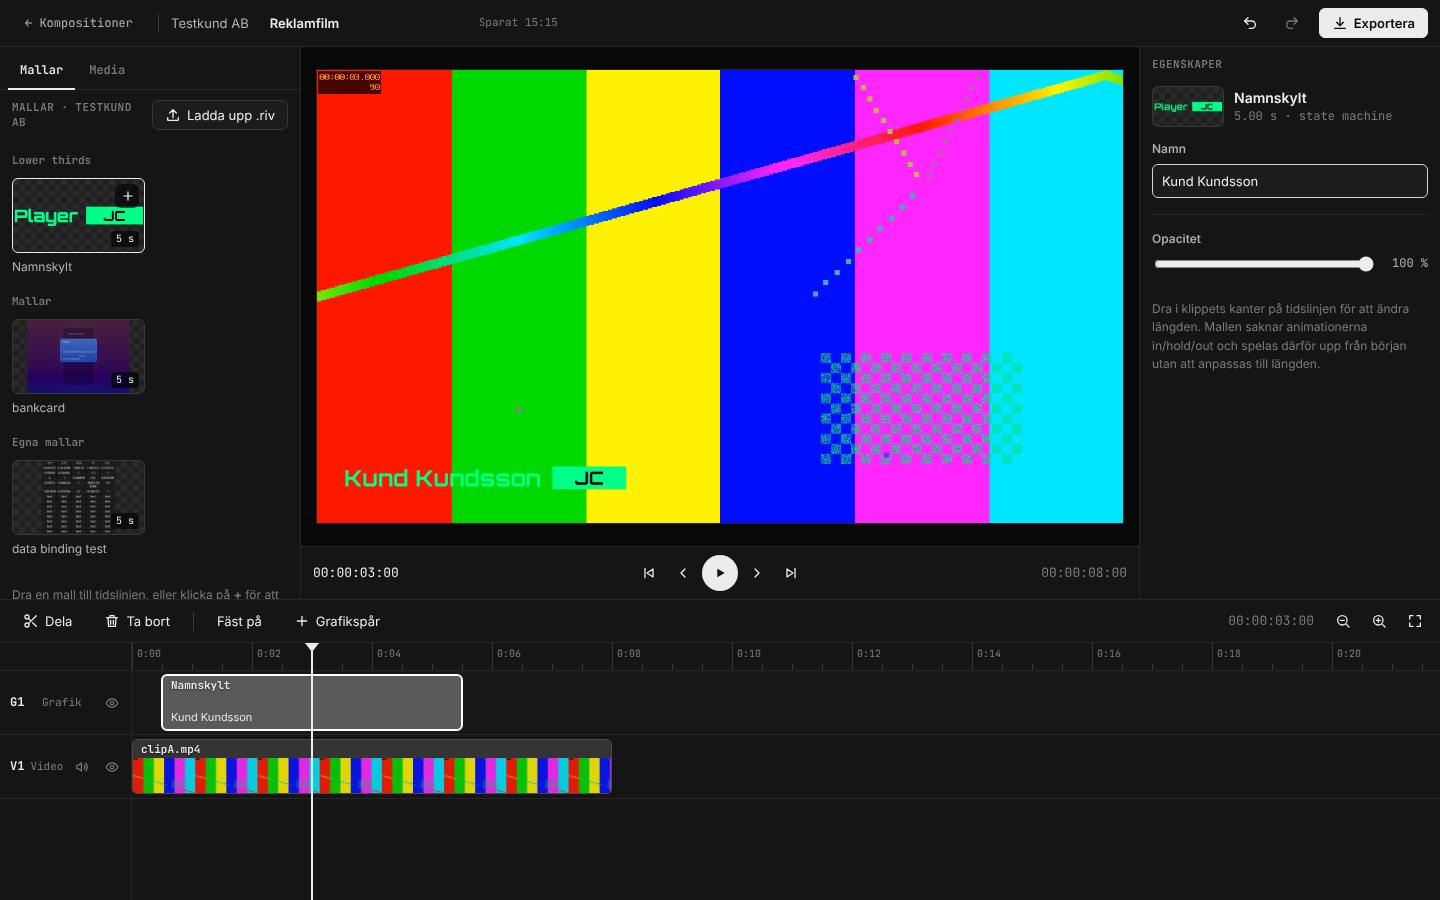 ← Kompositioner
Testkund AB
Reklamfilm
Sparat 15:15
Exportera
Mallar
Media
MALLAR · TESTKUND AB
Ladda upp .riv
Lower thirds
Player JC
5 s
Namnskylt
Mallar
5 s
bankcard
Egna mallar
5 s
data binding test
Dra en mall till tidslinjen, eller klicka på + för att
00:00:03.000
90
Kund Kundsson JC
00:00:03:00
00:00:08:00
EGENSKAPER
Player JC
Namnskylt
5.00 s · state machine
Namn
Kund Kundsson
Opacitet
100 %
Dra i klippets kanter på tidslinjen för att ändra
längden. Mallen saknar animationerna
in/hold/out och spelas därför upp från början
utan att anpassas till längden.
Dela
Ta bort
Fäst på
Grafikspår
00:00:03:00
0:00 0:02 0:04 0:06 0:08 0:10 0:12 0:14 0:16 0:18 0:20
G1 Grafik
Namnskylt
Kund Kundsson
V1 Video
clipA.mp4